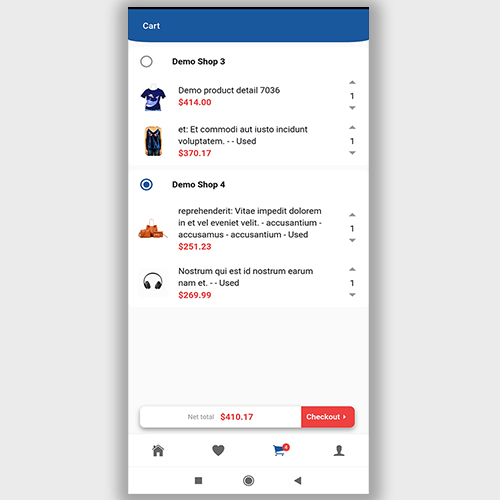 Cart
Demo Shop 3
Demo product detail 7036
$414.00
1
et: Et commodi aut iusto incidunt
voluptatem. - - Used
$370.17
1
Demo Shop 4
reprehenderit: Vitae impedit dolorem
in et vel eveniet velit. - accusantium -
accusamus - accusantium - Used
$251.23
1
Nostrum qui est id nostrum earum
nam et. - - Used
$269.99
1
Net total $410.17 Checkout
4